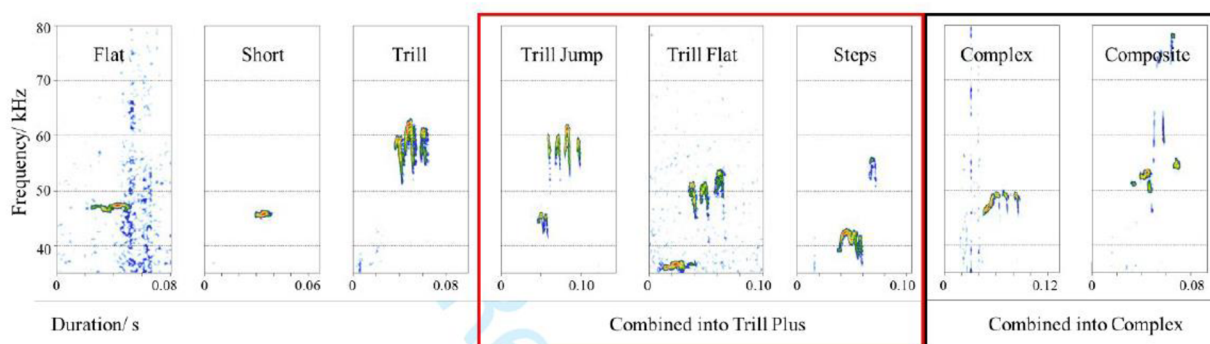 80
Flat Short Trill Trill Jump Trill Flat Steps Complex Composite
70
60
50
40
Frequency/ kHz
0 0.08 0 0.06 0 0.10 0 0.10 0 0.10 0 0.10 0 0.12 0 0.08
Duration/ s Combined into Trill Plus Combined into Complex